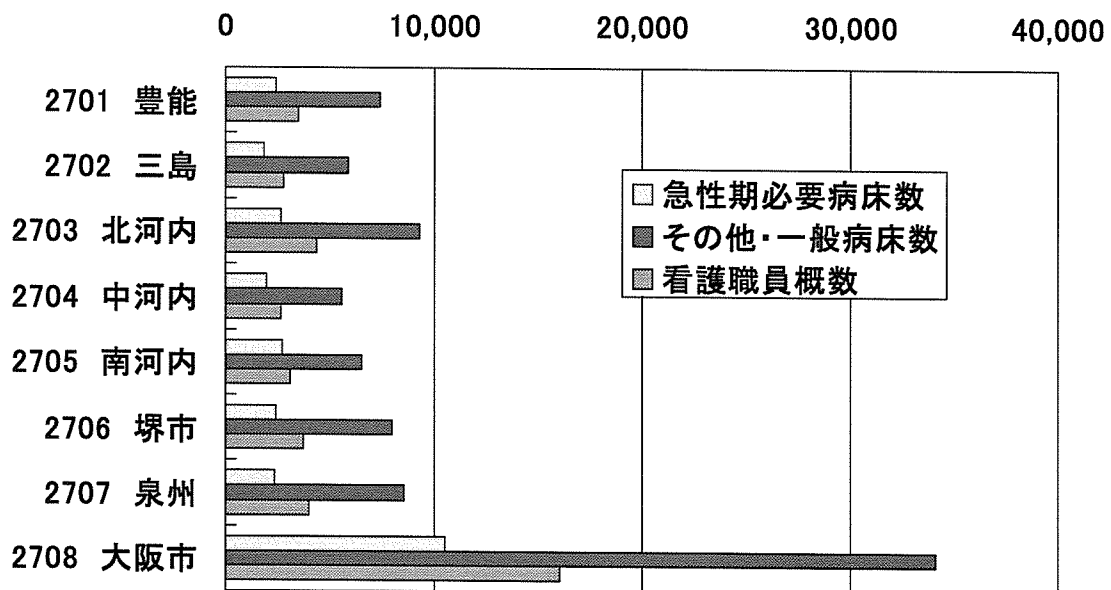 0 10,000 20,000 30,000 40,000
2701 豊能
2702 三島
2703 北河内
2704 中河内
2705 南河内
2706 堺市
2707 泉州
2708 大阪市
急性期必要病床数
その他・一般病床数
看護職員概数